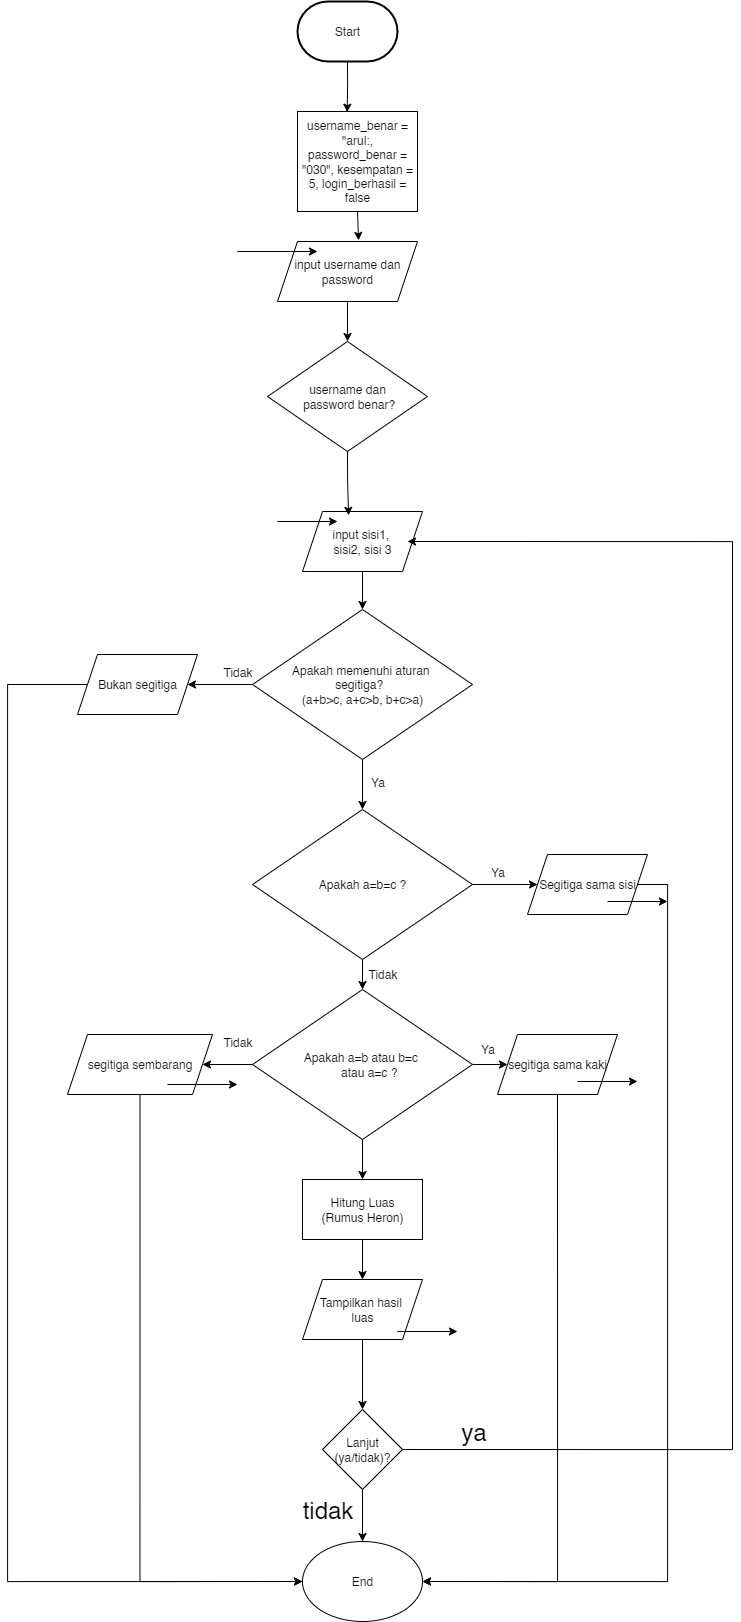 Start
username_benar =
"arul:,
password_benar =
"030", kesempatan =
5, login_berhasil =
false
input username dan
password
username dan
password benar?
input sisi1,
sisi2, sisi 3
Apakah memenuhi aturan
segitiga?
(a+b>c, a+c>b, b+c>a)
Tidak
Bukan segitiga
Ya
Apakah a=b=c ?
Ya
Segitiga sama sisi
Tidak
Apakah a=b atau b=c
atau a=c ?
Tidak
segitiga sembarang
Ya
segitiga sama kaki
Hitung Luas
(Rumus Heron)
Tampilkan hasil
luas
Lanjut
(ya/tidak)?
ya
tidak
End